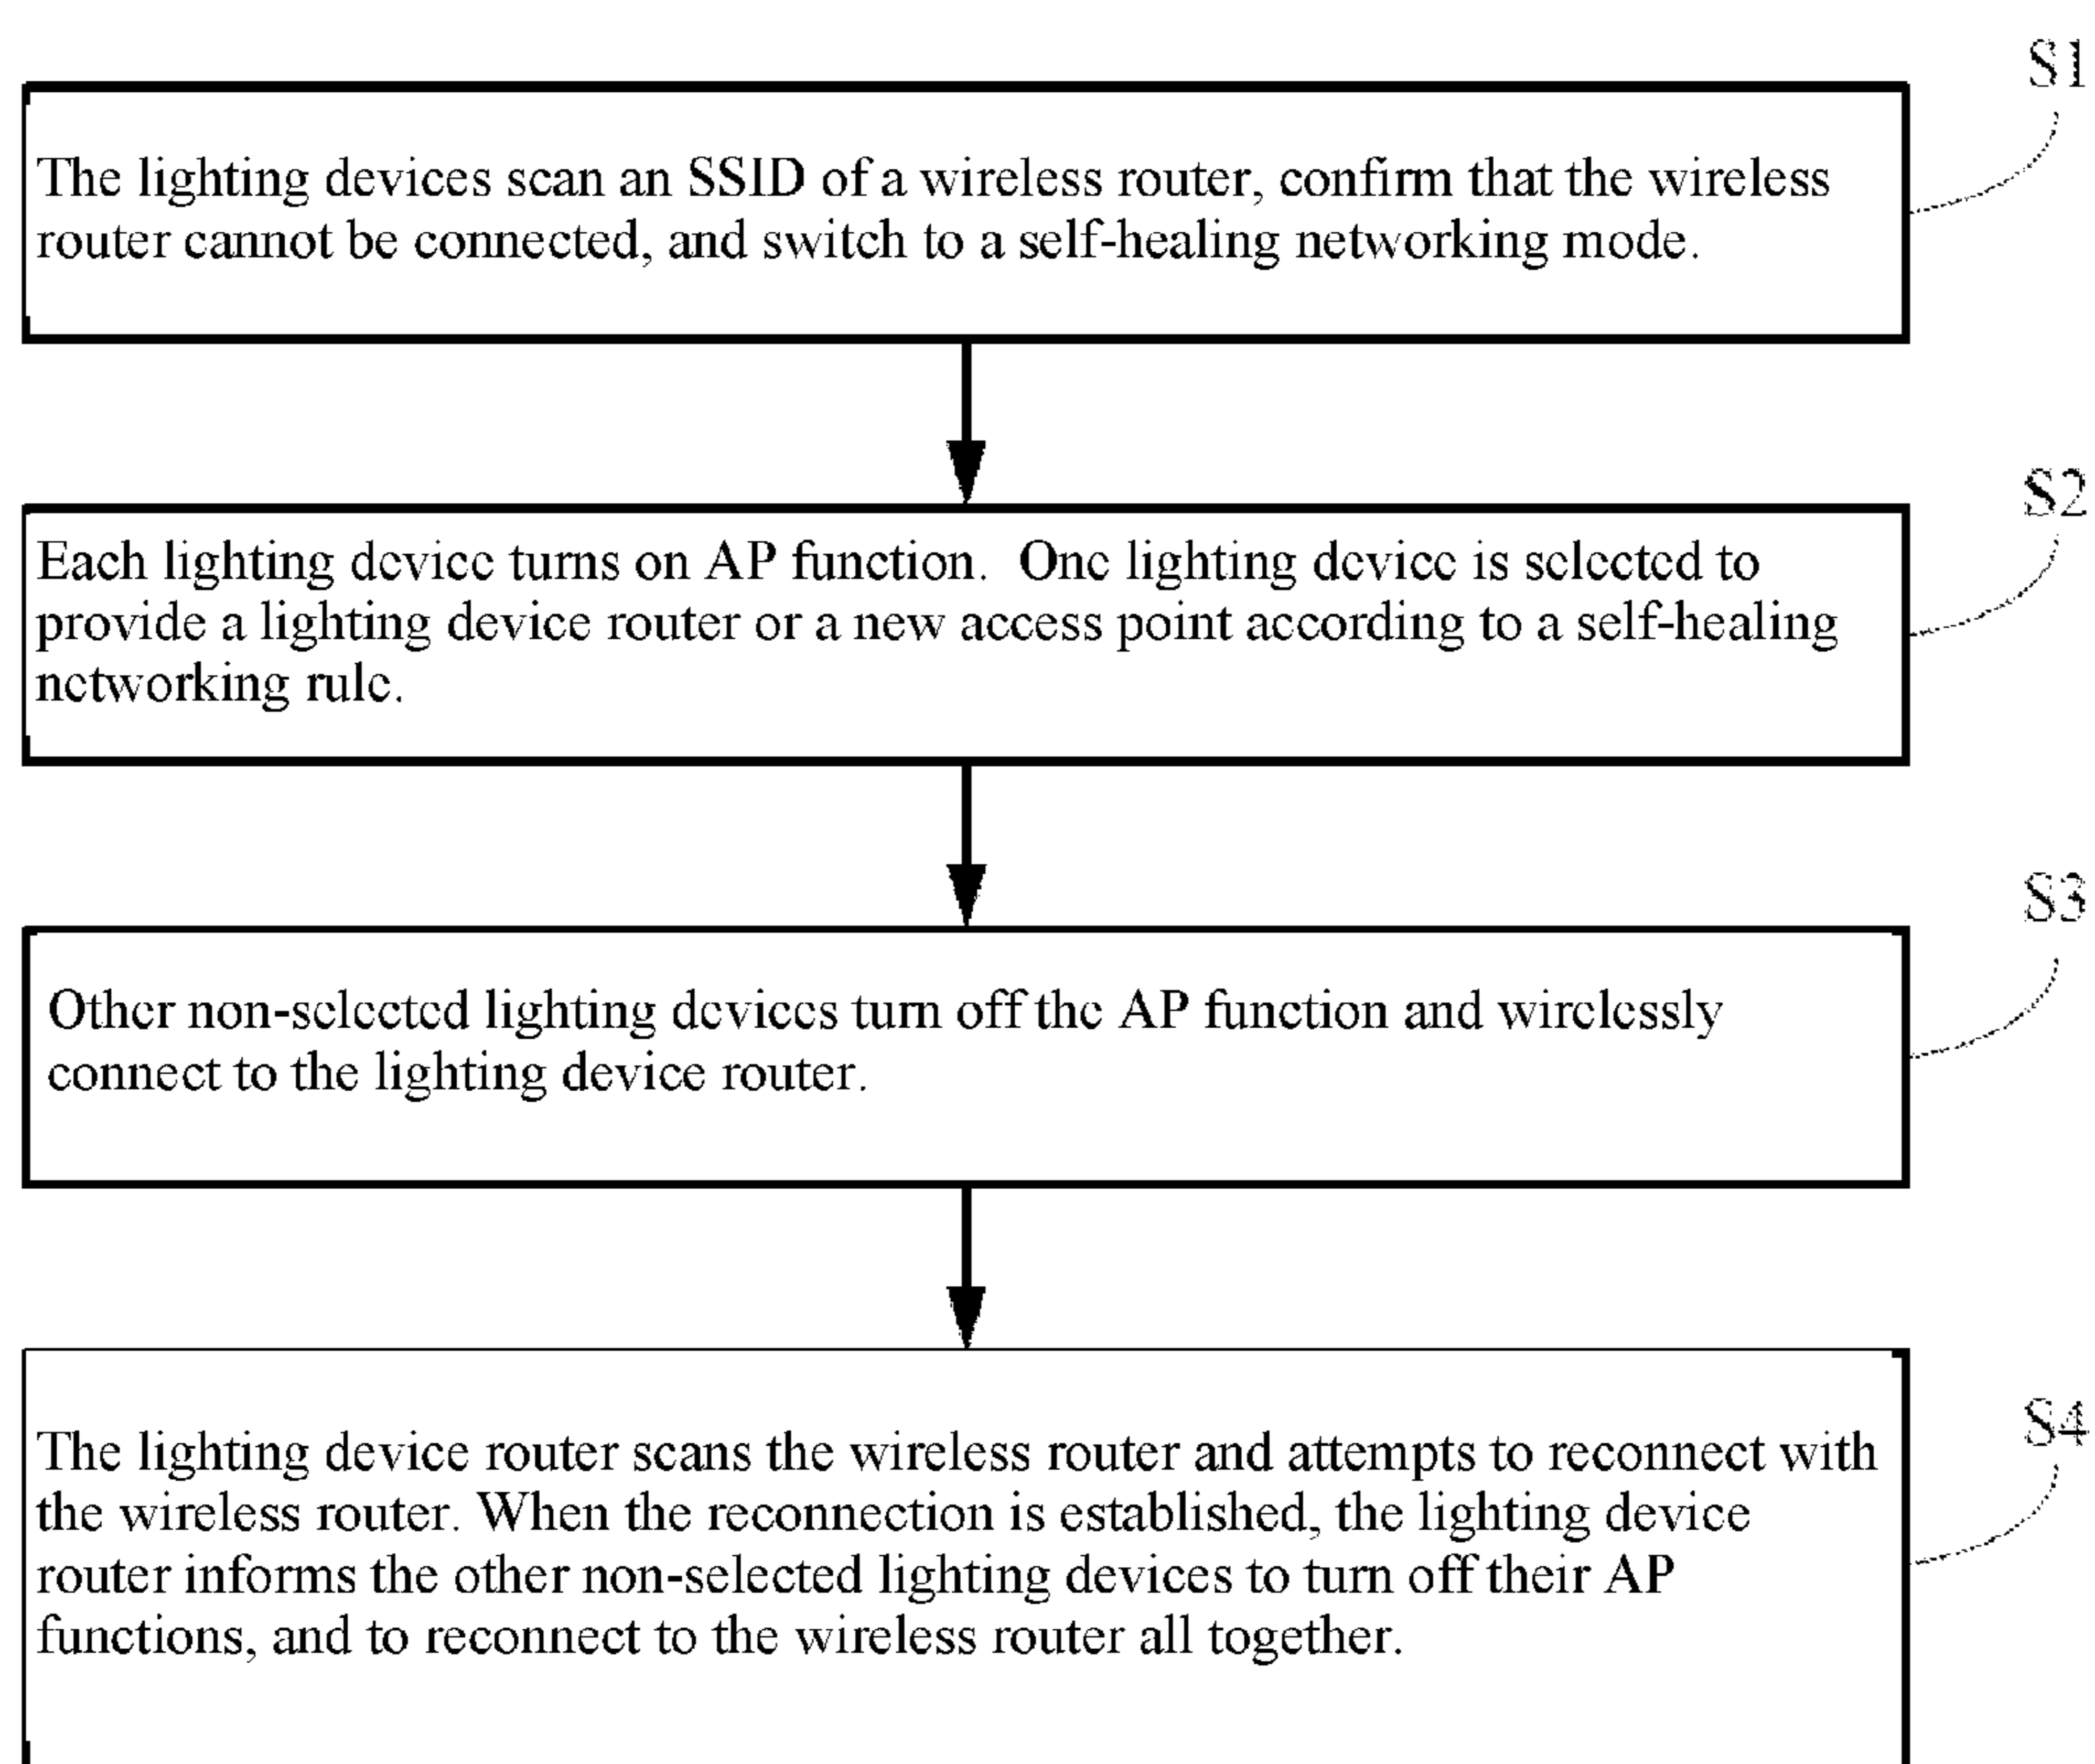 S1
The lighting devices scan an SSID of a wireless router, confirm that the wireless
router cannot be connected, and switch to a self-healing networking mode.
S2
Each lighting device turns on AP function. One lighting device is selected to
provide a lighting device router or a new access point according to a self-healing
networking rule.
S3
Other non-selected lighting devices turn off the AP function and wirelessly
connect to the lighting device router.
S4
The lighting device router scans the wireless router and attempts to reconnect with
the wireless router. When the reconnection is established, the lighting device
router informs the other non-selected lighting devices to turn off their AP
functions, and to reconnect to the wireless router all together.